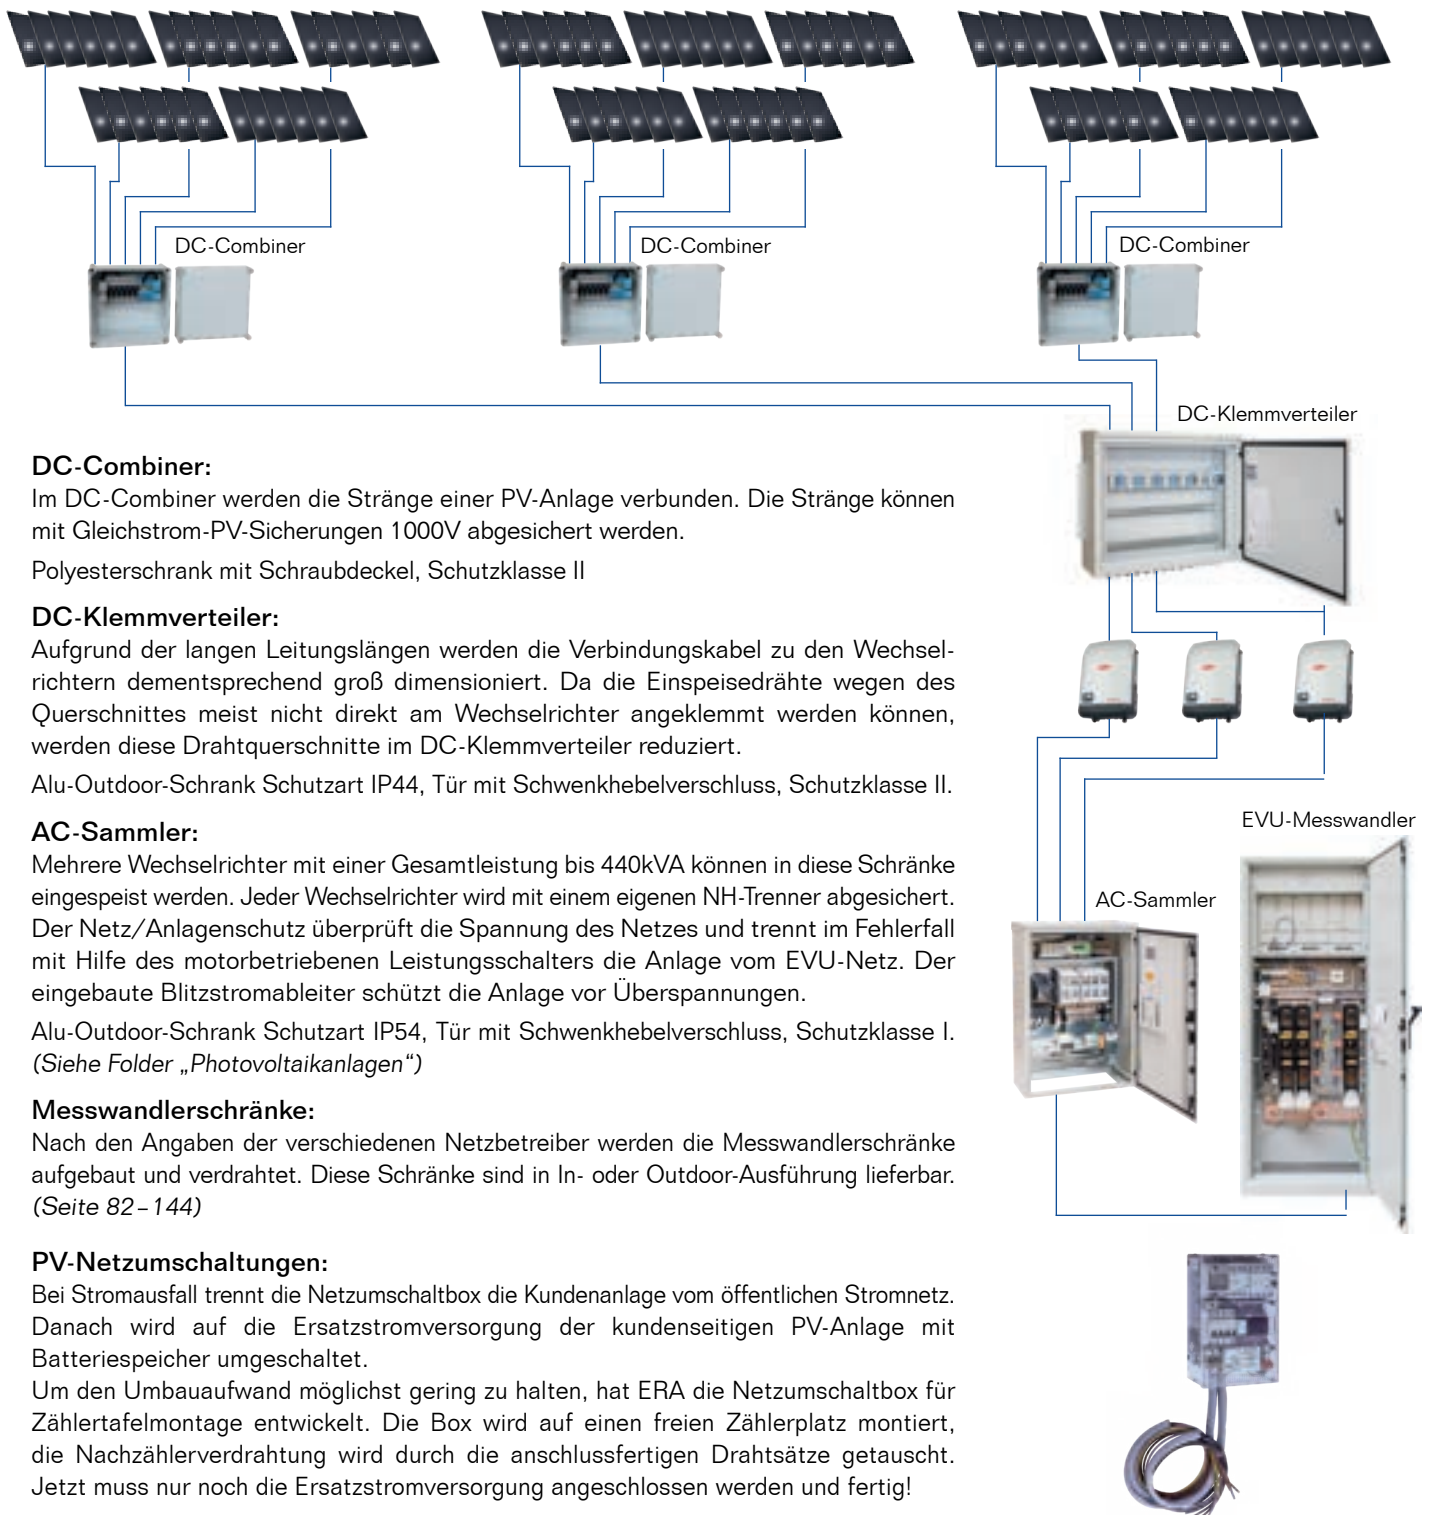 DC-Combiner
DC-Combiner
DC-Combiner
DC-Klemmverteiler
DC-Combiner:
Im DC-Combiner werden die Stränge einer PV-Anlage verbunden. Die Stränge können
mit Gleichstrom-PV-Sicherungen 1000V abgesichert werden.
Polyesterschrank mit Schraubdeckel, Schutzklasse II
DC-Klemmverteiler:
Aufgrund der langen Leitungslängen werden die Verbindungskabel zu den Wechsel-
richtern dementsprechend groß dimensioniert. Da die Einspeisedrähte wegen des
Querschnittes meist nicht direkt am Wechselrichter angeklemmt werden können,
werden diese Drahtquerschnitte im DC-Klemmverteiler reduziert.
Alu-Outdoor-Schrank Schutzart IP44, Tür mit Schwenkhebelverschluss, Schutzklasse II.
EVU-Messwandler
AC-Sammler
AC-Sammler:
Mehrere Wechselrichter mit einer Gesamtleistung bis 440kVA können in diese Schränke
eingespeist werden. Jeder Wechselrichter wird mit einem eigenen NH-Trenner abgesichert.
Der Netz/Anlagenschutz überprüft die Spannung des Netzes und trennt im Fehlerfall
mit Hilfe des motorbetriebenen Leistungsschalters die Anlage vom EVU-Netz. Der
eingebaute Blitzstromableiter schützt die Anlage vor Überspannungen.
Alu-Outdoor-Schrank Schutzart IP54, Tür mit Schwenkhebelverschluss, Schutzklasse I.
(Siehe Folder „Photovoltaikanlagen“)
Messwandlerschränke:
Nach den Angaben der verschiedenen Netzbetreiber werden die Messwandlerschränke
aufgebaut und verdrahtet. Diese Schränke sind in In- oder Outdoor-Ausführung lieferbar.
(Seite 82–144)
PV-Netzumschaltungen:
Bei Stromausfall trennt die Netzumschaltbox die Kundenanlage vom öffentlichen Stromnetz.
Danach wird auf die Ersatzstromversorgung der kundenseitigen PV-Anlage mit
Batteriespeicher umgeschaltet.
Um den Umbauaufwand möglichst gering zu halten, hat ERA die Netzumschaltbox für
Zählertafelmontage entwickelt. Die Box wird auf einen freien Zählerplatz montiert,
die Nachzählerverdrahtung wird durch die anschlussfertigen Drahtsätze getauscht.
Jetzt muss nur noch die Ersatzstromversorgung angeschlossen werden und fertig!